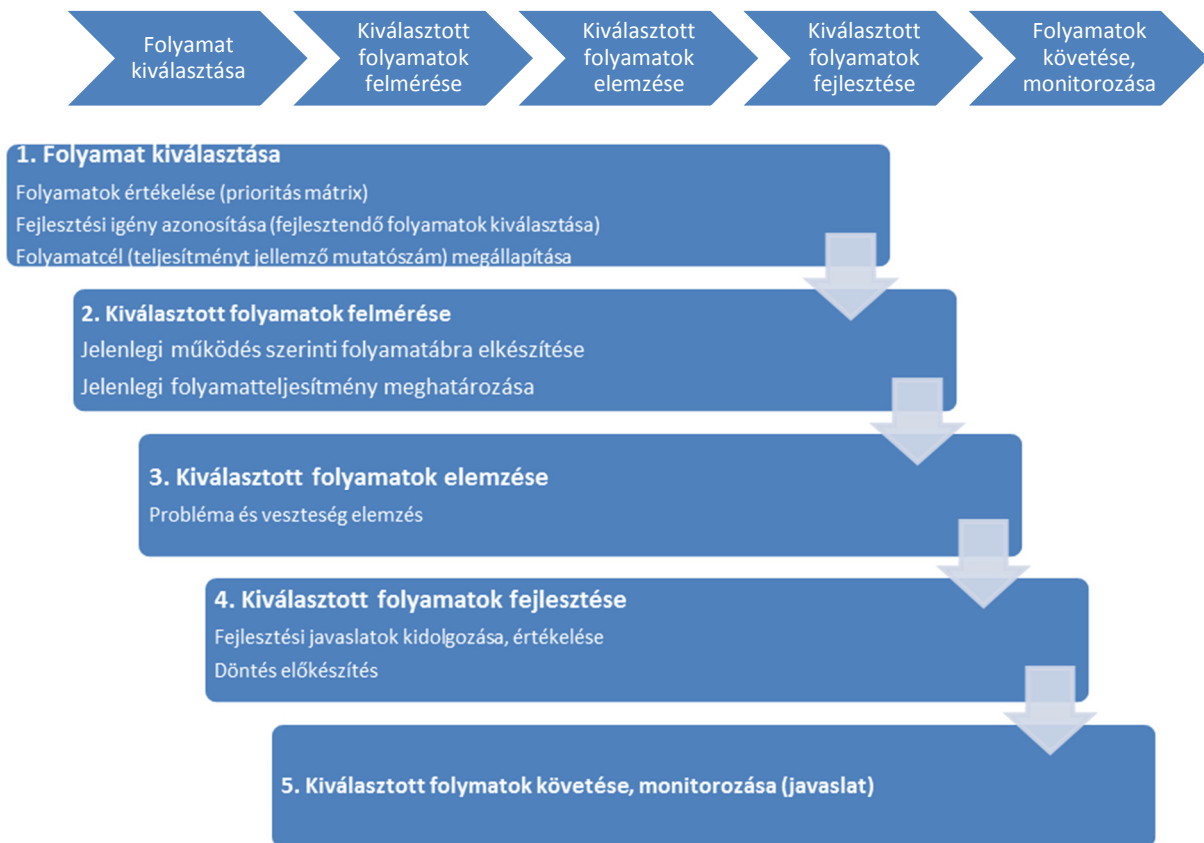 Folyamat
kiválasztása
Kiválasztott
folyamatok
felmérése
Kiválasztott
folyamatok
elemzése
Kiválasztott
folyamatok
fejlesztése
Folyamatok
követése,
monitorozása
1. Folyamat kiválasztása
Folyamatok értékelése (prioritás mátrix)
Fejlesztési igény azonosítása (fejlesztendő folyamatok kiválasztása)
Folyamatcél (teljesítményt jellemző mutatószám) megállapítása
2. Kiválasztott folyamatok felmérése
Jelenlegi működés szerinti folyamatábra elkészítése
Jelenlegi folyamatteljesítmény meghatározása
3. Kiválasztott folyamatok elemzése
Probléma és veszteség elemzés
4. Kiválasztott folyamatok fejlesztése
Fejlesztési javaslatok kidolgozása, értékelése
Döntés előkészítés
5. Kiválasztott folymatok követése, monitorozása (javaslat)